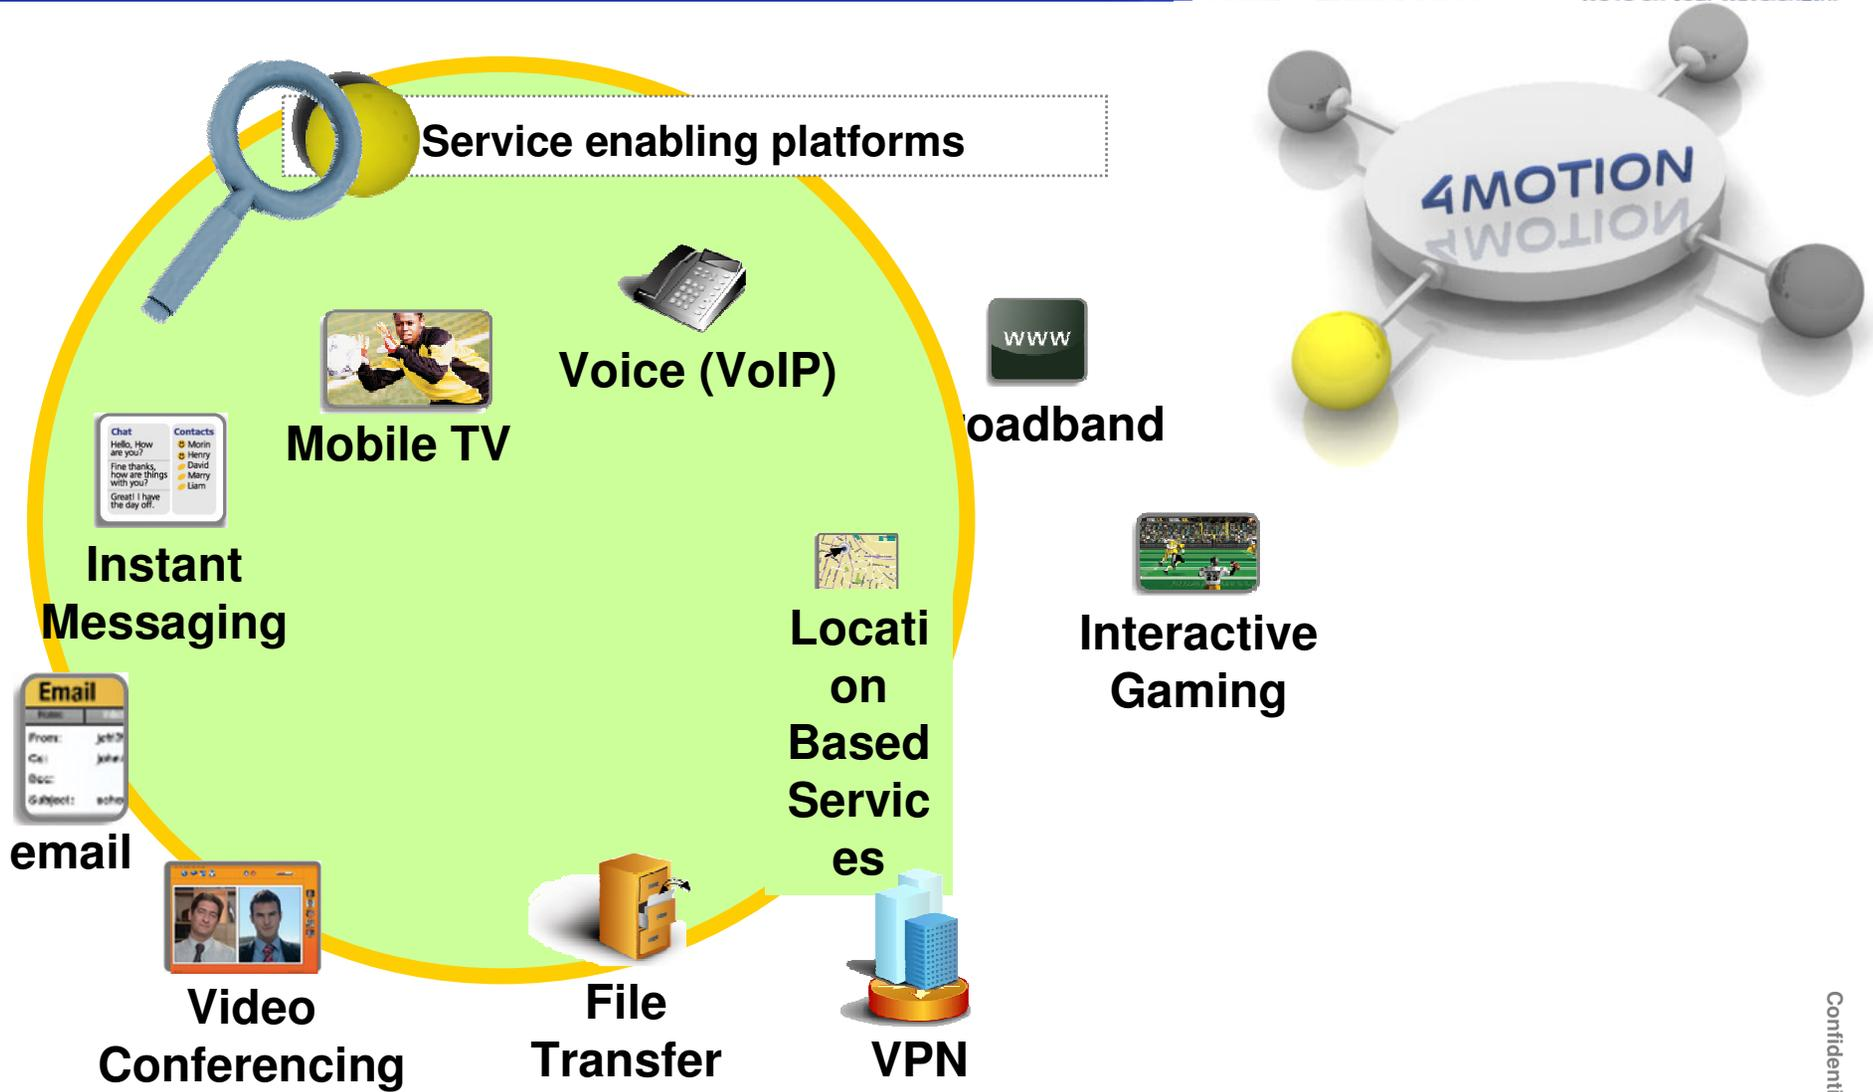 Service enabling platforms
4MOTION
Voice (VoIP)
www
oadband
Mobile TV
Chat
Contacts
Hello, How
are you?
Fine thanks,
how are things
with you?
Great! I have
the day off.
Morin
Henry
David
Marry
Liam
Instant
Messaging
Locati
on
Based
Servic
es
Interactive
Gaming
Email
From:
Cc:
Bcc:
Subject:
email
Video
Conferencing
File
Transfer
VPN
Confidenti